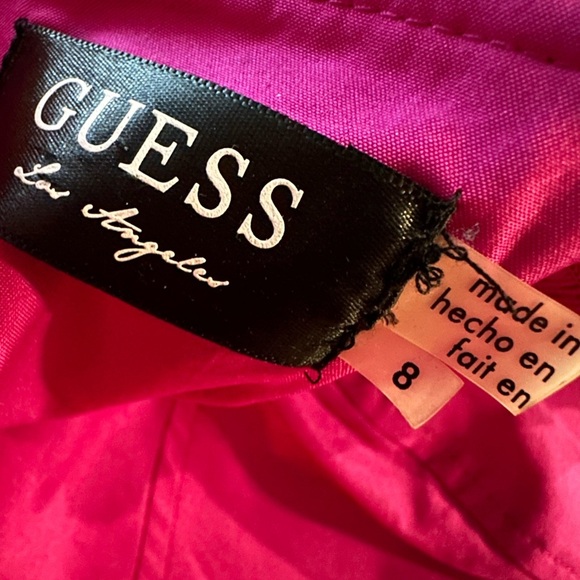 GUESS
Los Angeles
8
made in
hecho en
fait en